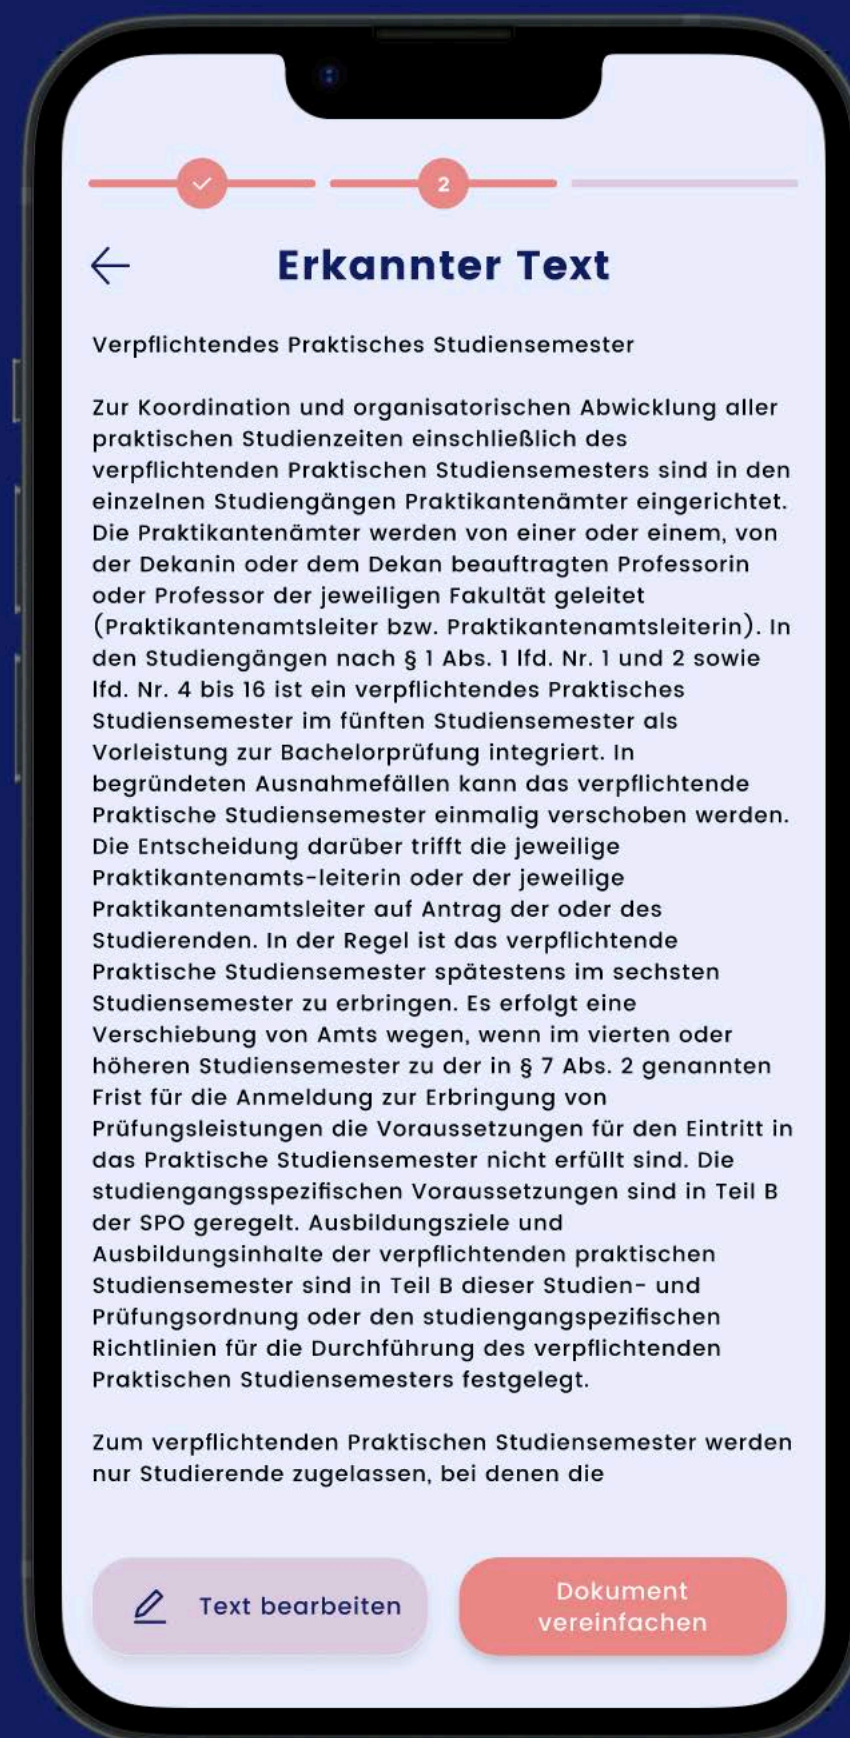 2
Erkannter Text
Verpflichtendes Praktisches Studiensemester
Zur Koordination und organisatorischen Abwicklung aller
praktischen Studienzeiten einschließlich des
verpflichtenden Praktischen Studiensemesters sind in den
einzelnen Studiengängen Praktikantenämter eingerichtet.
Die Praktikantenämter werden von einer oder einem, von
der Dekanin oder dem Dekan beauftragten Professorin
oder Professor der jeweiligen Fakultät geleitet
(Praktikantenamtsleiter bzw. Praktikantenamtsleiterin). In
den Studiengängen nach § 1 Abs. 1 lfd. Nr. 1 und 2 sowie
lfd. Nr. 4 bis 16 ist ein verpflichtendes Praktisches
Studiensemester im fünften Studiensemester als
Vorleistung zur Bachelorprüfung integriert. In
begründeten Ausnahmefällen kann das verpflichtende
Praktische Studiensemester einmalig verschoben werden.
Die Entscheidung darüber trifft die jeweilige
Praktikantenamts-leiterin oder der jeweilige
Praktikantenamtsleiter auf Antrag der oder des
Studierenden. In der Regel ist das verpflichtende
Praktische Studiensemester spätestens im sechsten
Studiensemester zu erbringen. Es erfolgt eine
Verschiebung von Amts wegen, wenn im vierten oder
höheren Studiensemester zu der in § 7 Abs. 2 genannten
Frist für die Anmeldung zur Erbringung von
Prüfungsleistungen die Voraussetzungen für den Eintritt in
das Praktische Studiensemester nicht erfüllt sind. Die
studiengangsspezifischen Voraussetzungen sind in Teil B
der SPO geregelt. Ausbildungsziele und
Ausbildungsinhalte der verpflichtenden praktischen
Studiensemester sind in Teil B dieser Studien- und
Prüfungsordnung oder den studiengangspezifischen
Richtlinien für die Durchführung des verpflichtenden
Praktischen Studiensemesters festgelegt.
Zum verpflichtenden Praktischen Studiensemester werden
nur Studierende zugelassen, bei denen die
Text bearbeiten
Dokument
vereinfachen